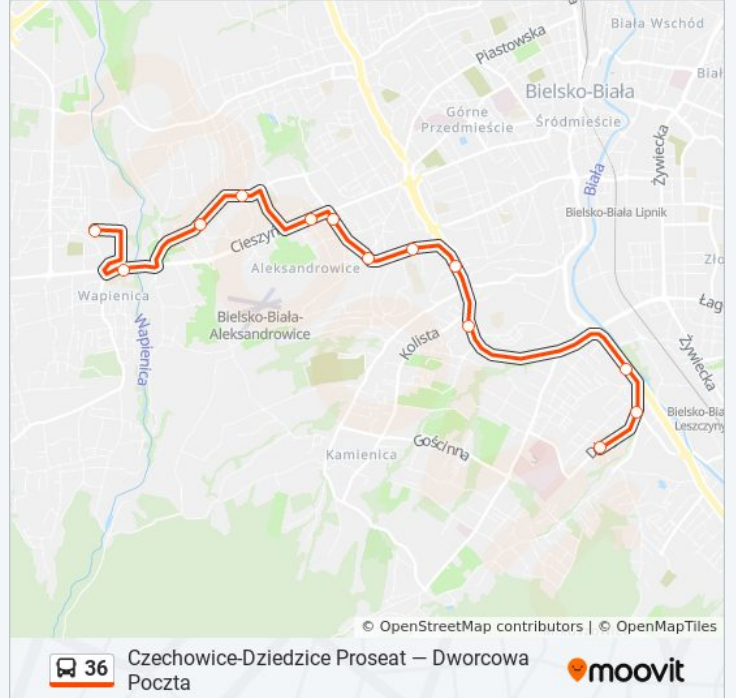 Biała Wschód
Piastowska
Biał
Bielsko-Biała
Górne
Przedmieście
Śródmieście
Żywiecka
Biała
Bielsko-Biała Lipnik
Cieszyn
Zło
Aleksandrowice
Wapienica
Łag
Bielsko-Biała-
Aleksandrowice
Wapienica
Kolista
Żywiecka
Bielsko-Bia
Leszczyny
Gościnna
D
Kamienica
© OpenStreetMap contributors | © OpenMapTiles
36
Czechowice-Dziedzice Proseat — Dworcowa
Poczta
moovit